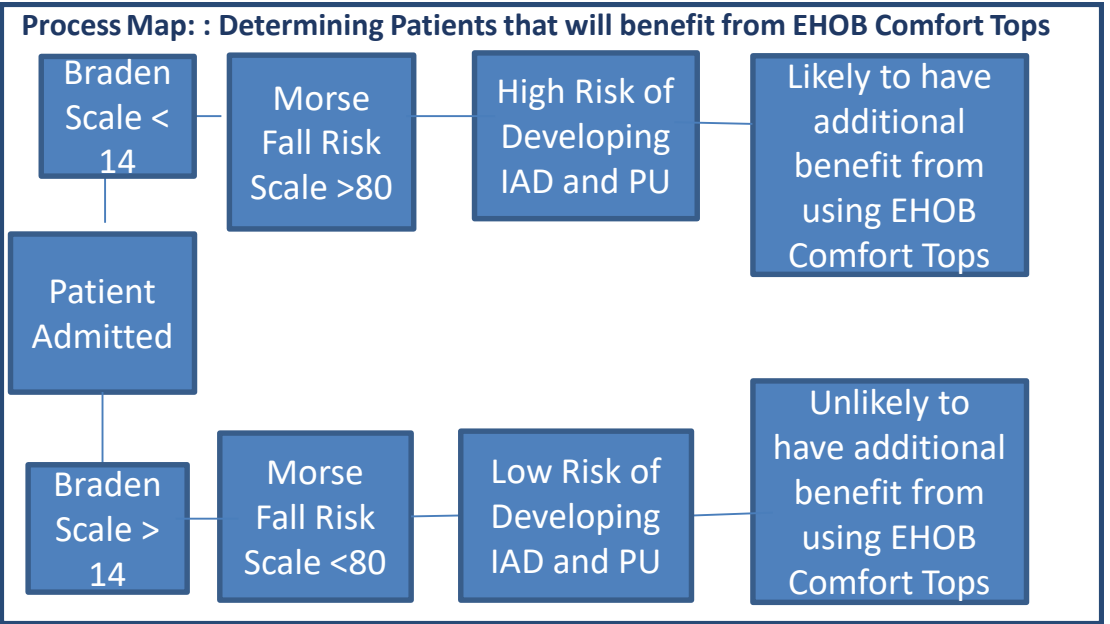 Process Map: : Determining Patients that will benefit from EHOB Comfort Tops
Braden
Scale <
14
Morse
Fall Risk
Scale >80
High Risk of
Developing
IAD and PU
Likely to have
additional
benefit from
using EHOB
Comfort Tops
Patient
Admitted
Braden
Scale >
14
Morse
Fall Risk
Scale <80
Low Risk of
Developing
IAD and PU
Unlikely to
have additional
benefit from
using EHOB
Comfort Tops